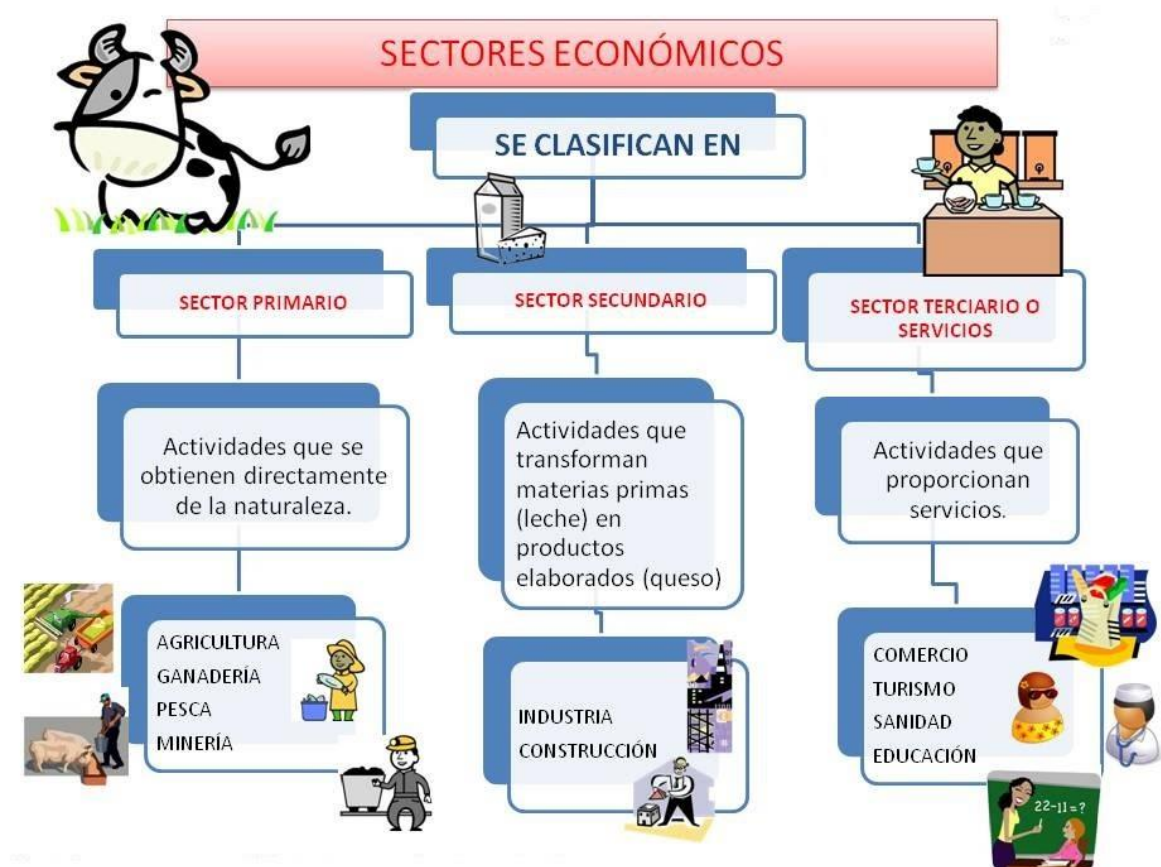 SECTORES ECONÓMICOS
SE CLASIFICAN EN
SECTOR PRIMARIO
Actividades que se
obtienen directamente
de la naturaleza.
AGRICULTURA
GANADERÍA
PESCA
MINERÍA
SECTOR SECUNDARIO
Actividades que
transforman
materias primas
(leche) en
productos
elaborados (queso)
INDUSTRIA
CONSTRUCCIÓN
SECTOR TERCIARIO O
SERVICIOS
Actividades que
proporcionan
servicios.
COMERCIO
TURISMO
SANIDAD
EDUCACIÓN
22-11=?